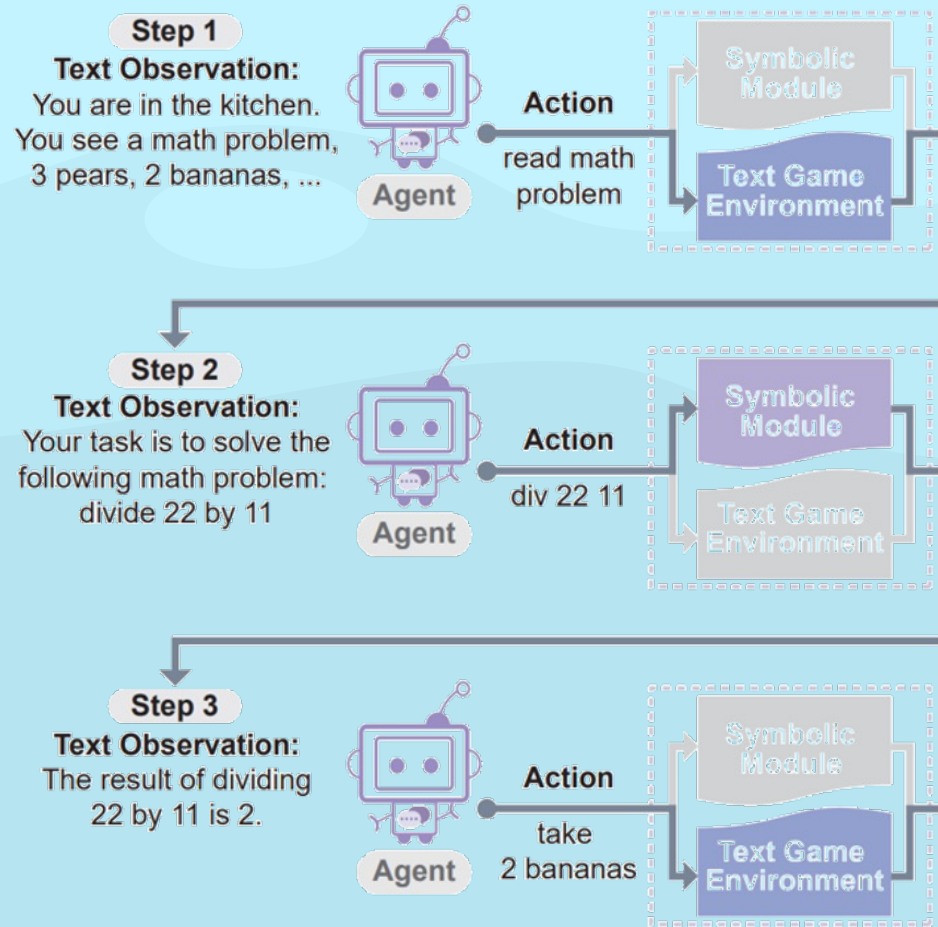 Step 1
Text Observation:
You are in the kitchen.
You see a math problem,
3 pears, 2 bananas, ...
Agent
Action
read math
problem
Symbolic
Module
Text Game
Environment
Step 2
Text Observation:
Your task is to solve the
following math problem:
divide 22 by 11
Agent
Action
div 22 11
Symbolic
Module
Text Game
Environment
Step 3
Text Observation:
The result of dividing
22 by 11 is 2.
Agent
Action
take
2 bananas
Symbolic
Module
Text Game
Environment